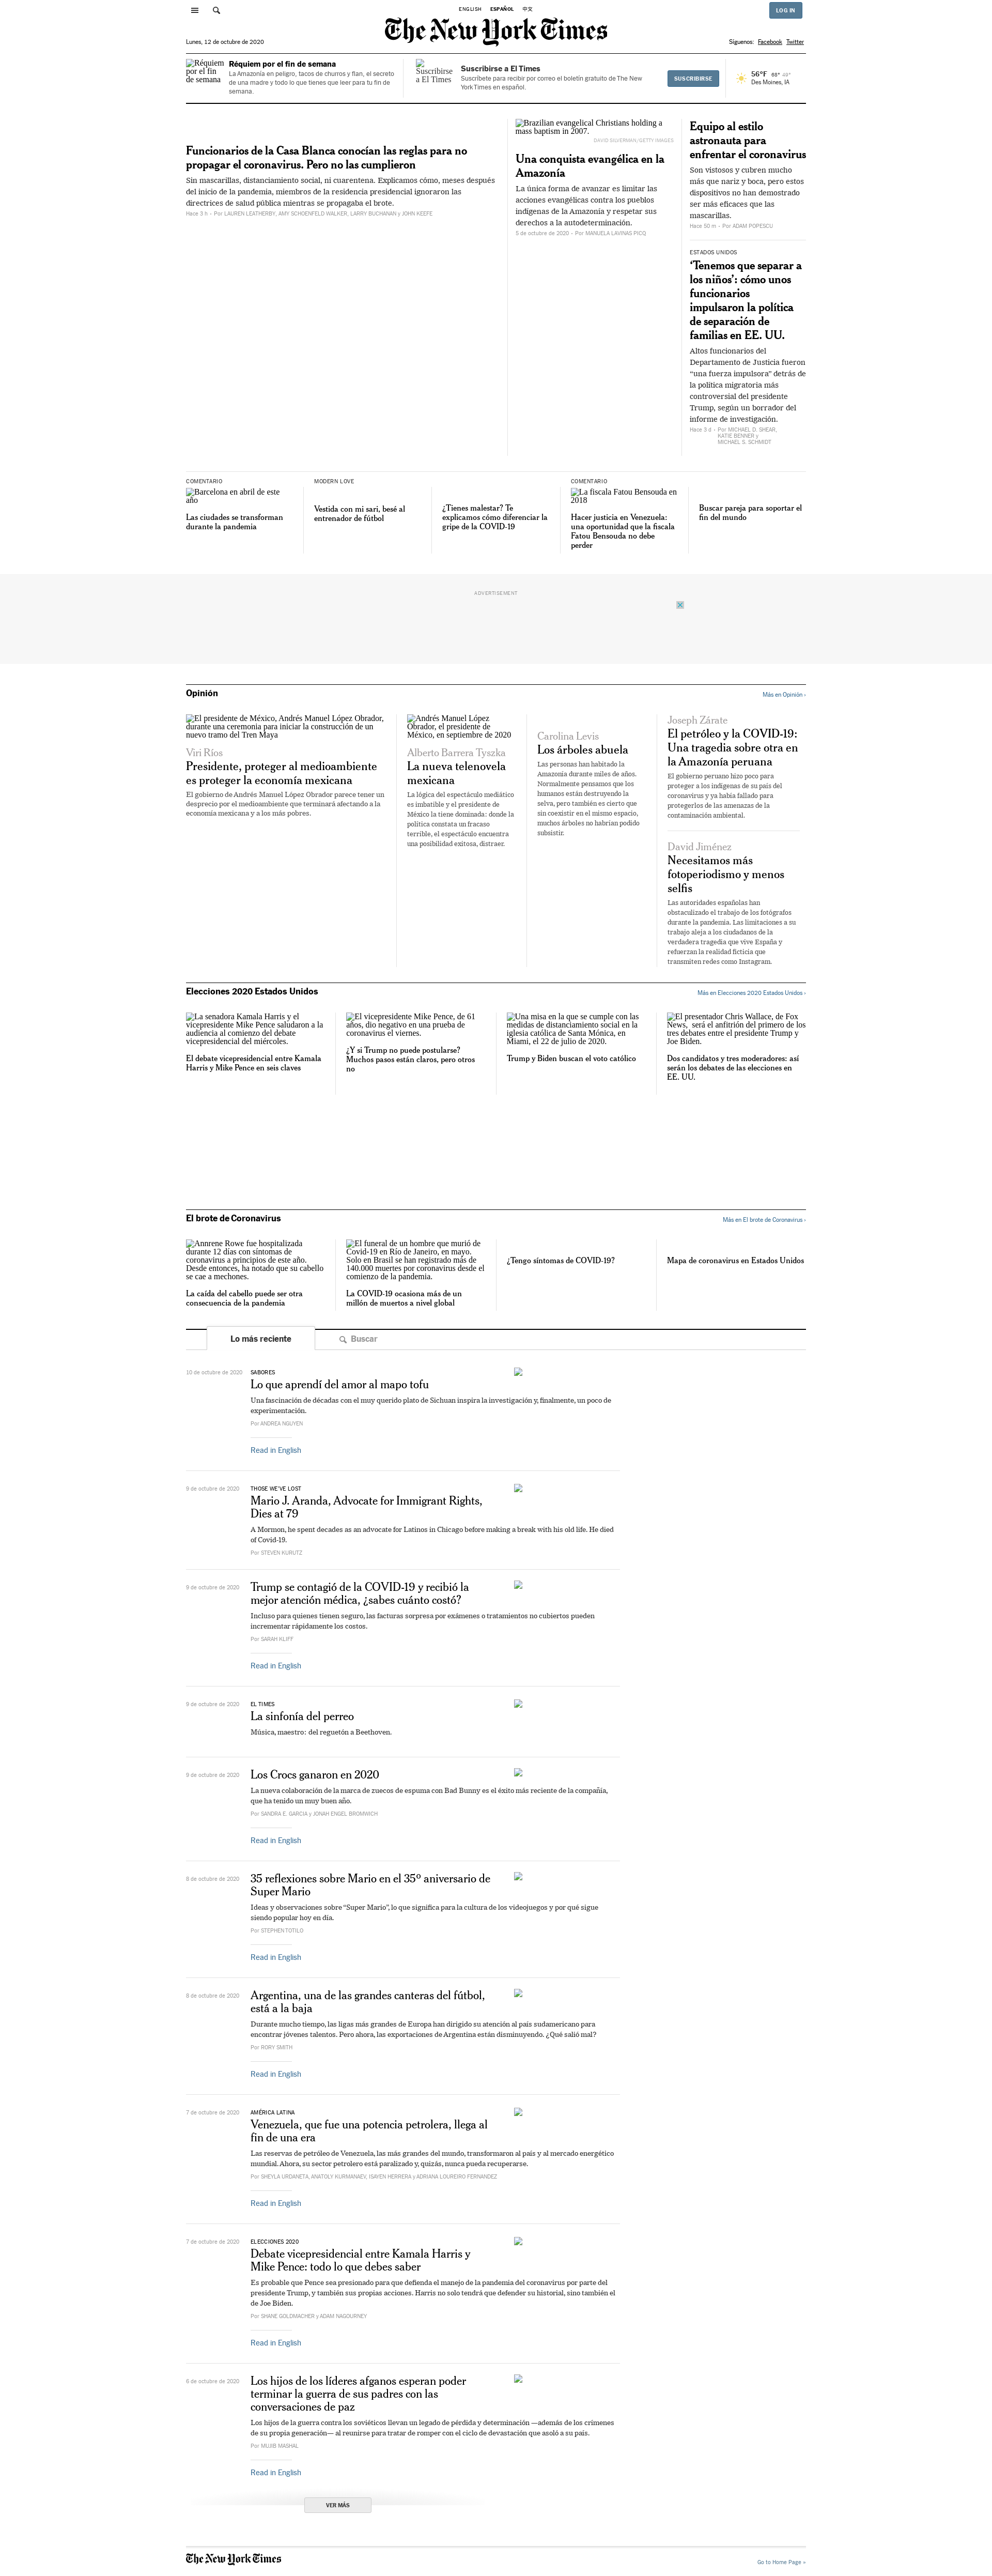 ENGLISH ESPAÑOL 中文
LOG IN
The New York Times
Lunes, 12 de octubre de 2020
Síguenos: Facebook Twitter
Réquiem por el fin de semana
Réquiem por el fin de semana
La Amazonía en peligro, tacos de churros y flan, el secreto
de una madre y todo lo que tienes que leer para tu fin de
semana.
Suscribirse a El Times
Suscribirse a El Times
Suscríbete para recibir por correo el boletín gratuito de The New
York Times en español.
SUSCRIBIRSE
56°F 68° 46°
Des Moines, IA
Funcionarios de la Casa Blanca conocían las reglas para no
propagar el coronavirus. Pero no las cumplieron
Sin mascarillas, distanciamiento social, ni cuarentena. Explicamos cómo, meses después
del inicio de la pandemia, miembros de la residencia presidencial ignoraron las
directrices de salud pública mientras se propagaba el brote.
Hace 3 h - Por LAUREN LEATHERBY, AMY SCHOENFELD WALKER, LARRY BUCHANAN y JOHN KEEFE
Brazilian evangelical Christians holding a
mass baptism in 2007.
DAVID SILVERMAN/GETTY IMAGES
Una conquista evangélica en la
Amazonía
La única forma de avanzar es limitar las
acciones evangélicas contra los pueblos
indígenas de la Amazonía y respetar sus
derechos a la autodeterminación.
5 de octubre de 2020 - Por MANUELA LAVINAS PICQ
Equipo al estilo
astronauta para
enfrentar el coronavirus
Son vistosos y cubren mucho
más que nariz y boca, pero estos
dispositivos no han demostrado
ser más eficaces que las
mascarillas.
Hace 50 m - Por ADAM POPESCU
ESTADOS UNIDOS
‘Tenemos que separar a
los niños’: cómo unos
funcionarios
impulsaron la política
de separación de
familias en EE. UU.
Altos funcionarios del
Departamento de Justicia fueron
“una fuerza impulsora” detrás de
la política migratoria más
controversial del presidente
Trump, según un borrador del
informe de investigación.
Hace 3 d - Por MICHAEL D. SHEAR,
KATIE BENNER y
MICHAEL S. SCHMIDT
COMENTARIO
Barcelona en abril de este
año
Las ciudades se transforman
durante la pandemia
MODERN LOVE
Vestida con mi sari, besé al
entrenador de fútbol
¿Tienes malestar? Te
explicamos cómo diferenciar la
gripe de la COVID-19
COMENTARIO
La fiscala Fatou Bensouda en
2018
Hacer justicia en Venezuela:
una oportunidad que la fiscala
Fatou Bensouda no debe
perder
Buscar pareja para soportar el
fin del mundo
ADVERTISEMENT
Opinión
Más en Opinión ›
El presidente de México, Andrés Manuel López Obrador,
durante una ceremonia para iniciar la construcción de un
nuevo tramo del Tren Maya
Viri Ríos
Presidente, proteger al medioambiente
es proteger la economía mexicana
El gobierno de Andrés Manuel López Obrador parece tener un
desprecio por el medioambiente que terminará afectando a la
economía mexicana y a los más pobres.
Andrés Manuel López
Obrador, el presidente de
México, en septiembre de 2020
Alberto Barrera Tyszka
La nueva telenovela
mexicana
La lógica del espectáculo mediático
es imbatible y el presidente de
México la tiene dominada: donde la
política constata un fracaso
terrible, el espectáculo encuentra
una posibilidad exitosa, distraer.
Carolina Levis
Los árboles abuela
Las personas han habitado la
Amazonía durante miles de años.
Normalmente pensamos que los
humanos están destruyendo la
selva, pero también es cierto que
sin coexistir en el mismo espacio,
muchos árboles no habrían podido
subsistir.
Joseph Zárate
El petróleo y la COVID-19:
Una tragedia sobre otra en
la Amazonía peruana
El gobierno peruano hizo poco para
proteger a los indígenas de su país del
coronavirus y ya había fallado para
protegerlos de las amenazas de la
contaminación ambiental.
David Jiménez
Necesitamos más
fotoperiodismo y menos
selfis
Las autoridades españolas han
obstaculizado el trabajo de los fotógrafos
durante la pandemia. Las limitaciones a su
trabajo aleja a los ciudadanos de la
verdadera tragedia que vive España y
refuerzan la realidad ficticia que
transmiten redes como Instagram.
Elecciones 2020 Estados Unidos
Más en Elecciones 2020 Estados Unidos ›
La senadora Kamala Harris y el
vicepresidente Mike Pence saludaron a la
audiencia al comienzo del debate
vicepresidencial del miércoles.
El debate vicepresidencial entre Kamala
Harris y Mike Pence en seis claves
El vicepresidente Mike Pence, de 61
años, dio negativo en una prueba de
coronavirus el viernes.
¿Y si Trump no puede postularse?
Muchos pasos están claros, pero otros
no
Una misa en la que se cumple con las
medidas de distanciamiento social en la
iglesia católica de Santa Mónica, en
Miami, el 22 de julio de 2020.
Trump y Biden buscan el voto católico
El presentador Chris Wallace, de Fox
News, será el anfitrión del primero de los
tres debates entre el presidente Trump y
Joe Biden.
Dos candidatos y tres moderadores: así
serán los debates de las elecciones en
EE. UU.
El brote de Coronavirus
Más en El brote de Coronavirus ›
Annrene Rowe fue hospitalizada
durante 12 días con síntomas de
coronavirus a principios de este año.
Desde entonces, ha notado que su cabello
se cae a mechones.
La caída del cabello puede ser otra
consecuencia de la pandemia
El funeral de un hombre que murió de
Covid-19 en Río de Janeiro, en mayo.
Solo en Brasil se han registrado más de
140.000 muertes por coronavirus desde el
comienzo de la pandemia.
La COVID-19 ocasiona más de un
millón de muertos a nivel global
¿Tengo síntomas de COVID-19?
Mapa de coronavirus en Estados Unidos
Lo más reciente
Buscar
10 de octubre de 2020
SABORES
Lo que aprendí del amor al mapo tofu
Una fascinación de décadas con el muy querido plato de Sichuan inspira la investigación y, finalmente, un poco de
experimentación.
Por ANDREA NGUYEN
Read in English
9 de octubre de 2020
THOSE WE'VE LOST
Mario J. Aranda, Advocate for Immigrant Rights,
Dies at 79
A Mormon, he spent decades as an advocate for Latinos in Chicago before making a break with his old life. He died
of Covid-19.
Por STEVEN KURUTZ
9 de octubre de 2020
Trump se contagió de la COVID-19 y recibió la
mejor atención médica, ¿sabes cuánto costó?
Incluso para quienes tienen seguro, las facturas sorpresa por exámenes o tratamientos no cubiertos pueden
incrementar rápidamente los costos.
Por SARAH KLIFF
Read in English
9 de octubre de 2020
EL TIMES
La sinfonía del perreo
Música, maestro: del reguetón a Beethoven.
9 de octubre de 2020
Los Crocs ganaron en 2020
La nueva colaboración de la marca de zuecos de espuma con Bad Bunny es el éxito más reciente de la compañía,
que ha tenido un muy buen año.
Por SANDRA E. GARCIA y JONAH ENGEL BROMWICH
Read in English
8 de octubre de 2020
35 reflexiones sobre Mario en el 35º aniversario de
Super Mario
Ideas y observaciones sobre “Super Mario”, lo que significa para la cultura de los videojuegos y por qué sigue
siendo popular hoy en día.
Por STEPHEN TOTILO
Read in English
8 de octubre de 2020
Argentina, una de las grandes canteras del fútbol,
está a la baja
Durante mucho tiempo, las ligas más grandes de Europa han dirigido su atención al país sudamericano para
encontrar jóvenes talentos. Pero ahora, las exportaciones de Argentina están disminuyendo. ¿Qué salió mal?
Por RORY SMITH
Read in English
7 de octubre de 2020
AMÉRICA LATINA
Venezuela, que fue una potencia petrolera, llega al
fin de una era
Las reservas de petróleo de Venezuela, las más grandes del mundo, transformaron al país y al mercado energético
mundial. Ahora, su sector petrolero está paralizado y, quizás, nunca pueda recuperarse.
Por SHEYLA URDANETA, ANATOLY KURMANAEV, ISAYEN HERRERA y ADRIANA LOUREIRO FERNANDEZ
Read in English
7 de octubre de 2020
ELECCIONES 2020
Debate vicepresidencial entre Kamala Harris y
Mike Pence: todo lo que debes saber
Es probable que Pence sea presionado para que defienda el manejo de la pandemia del coronavirus por parte del
presidente Trump, y también sus propias acciones. Harris no solo tendrá que defender su historial, sino también el
de Joe Biden.
Por SHANE GOLDMACHER y ADAM NAGOURNEY
Read in English
6 de octubre de 2020
Los hijos de los líderes afganos esperan poder
terminar la guerra de sus padres con las
conversaciones de paz
Los hijos de la guerra contra los soviéticos llevan un legado de pérdida y determinación —además de los crímenes
de su propia generación— al reunirse para tratar de romper con el ciclo de devastación que asoló a su país.
Por MUJIB MASHAL
Read in English
VER MÁS
The New York Times
Go to Home Page »